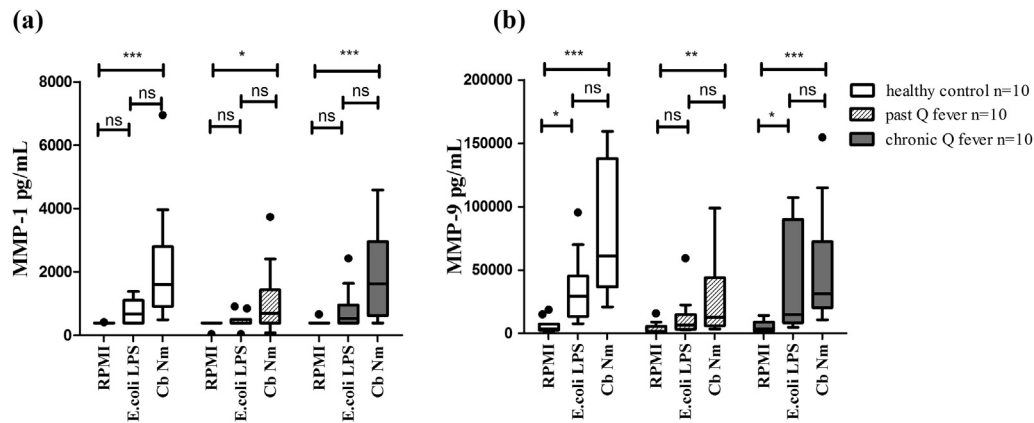 (a)
MMP-1 pg/mL
8000
6000
4000
2000
0
*** * ***
ns ns ns
ns ns ns
RPMI E.coli LPS Cb Nm RPMI E.coli LPS Cb Nm RPMI E.coli LPS Cb Nm
(b)
MMP-9 pg/mL
200000
150000
100000
50000
0
*** ** ***
ns ns ns
* ns *
RPMI E.coli LPS Cb Nm RPMI E.coli LPS Cb Nm RPMI E.coli LPS Cb Nm
healthy control n=10
past Q fever n=10
chronic Q fever n=10